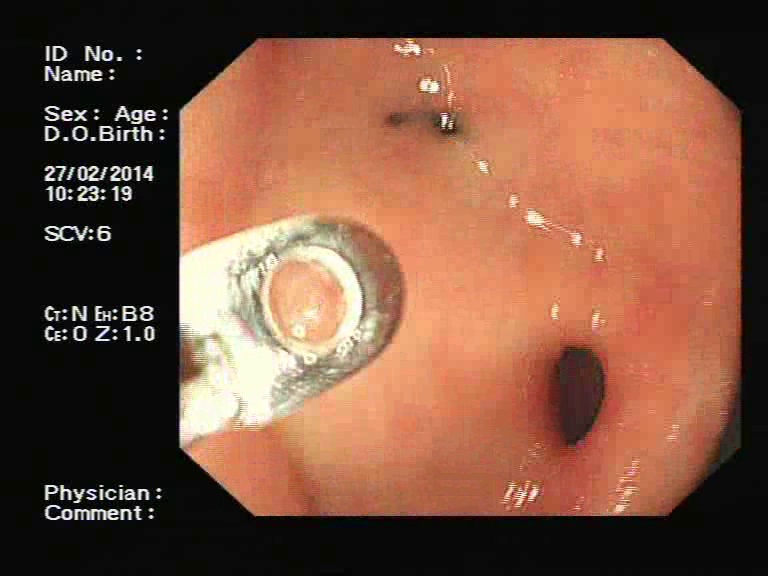 ID No. :
Name :
Sex : Age :
D.O.Birth :
27/02/2014
10:23:19
SCV:6
CT:N EH:B8
CE:0 Z:1.0
Physician :
Comment :